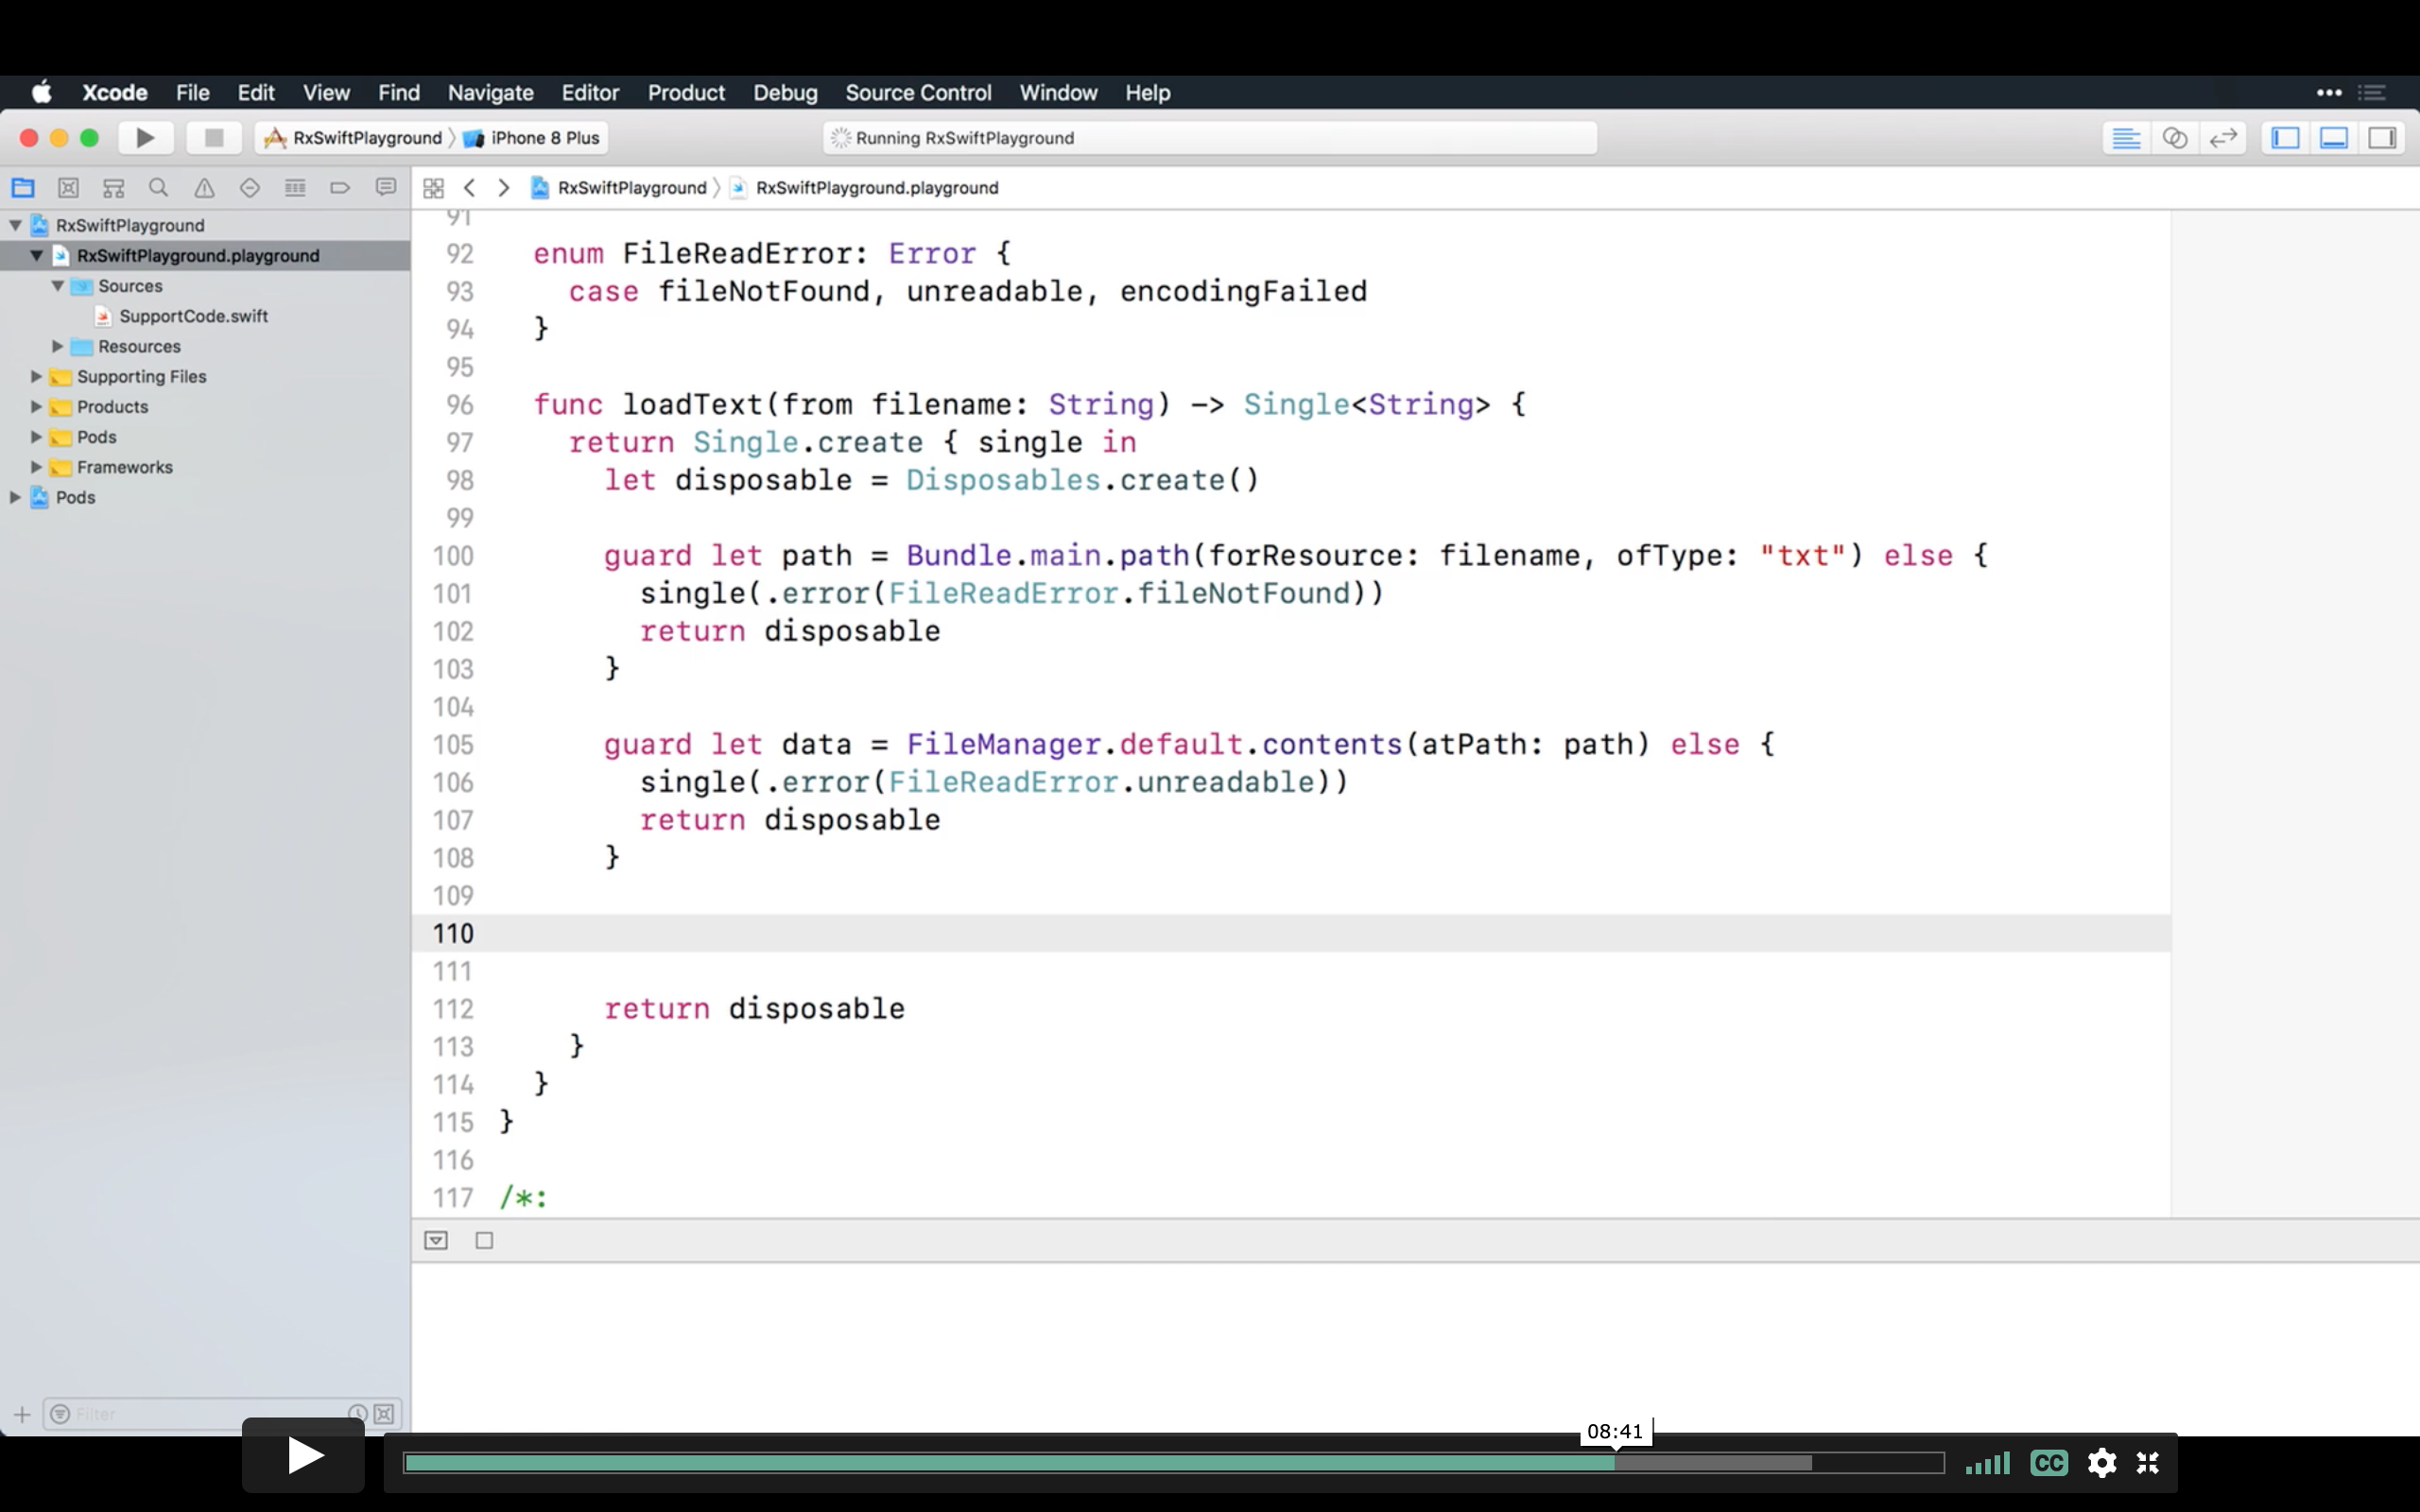 Xcode File Edit View Find Navigate Editor Product Debug Source Control Window Help
RxSwiftPlayground iPhone 8 Plus Running RxSwiftPlayground
RxSwiftPlayground RxSwiftPlayground.playground
RxSwiftPlayground
RxSwiftPlayground.playground
Sources
SupportCode.swift
Resources
Supporting Files
Products
Pods
Frameworks
Pods
Filter
91
92 enum FileReadError: Error {
93 case fileNotFound, unreadable, encodingFailed
94 }
95
96 func loadText(from filename: String) -> Single<String> {
97 return Single.create { single in
98 let disposable = Disposables.create()
99
100 guard let path = Bundle.main.path(forResource: filename, ofType: "txt") else {
101 single(.error(FileReadError.fileNotFound))
102 return disposable
103 }
104
105 guard let data = FileManager.default.contents(atPath: path) else {
106 single(.error(FileReadError.unreadable))
107 return disposable
108 }
109
110
111
112 return disposable
113 }
114 }
115 }
116
117 /*:
08:41
CC